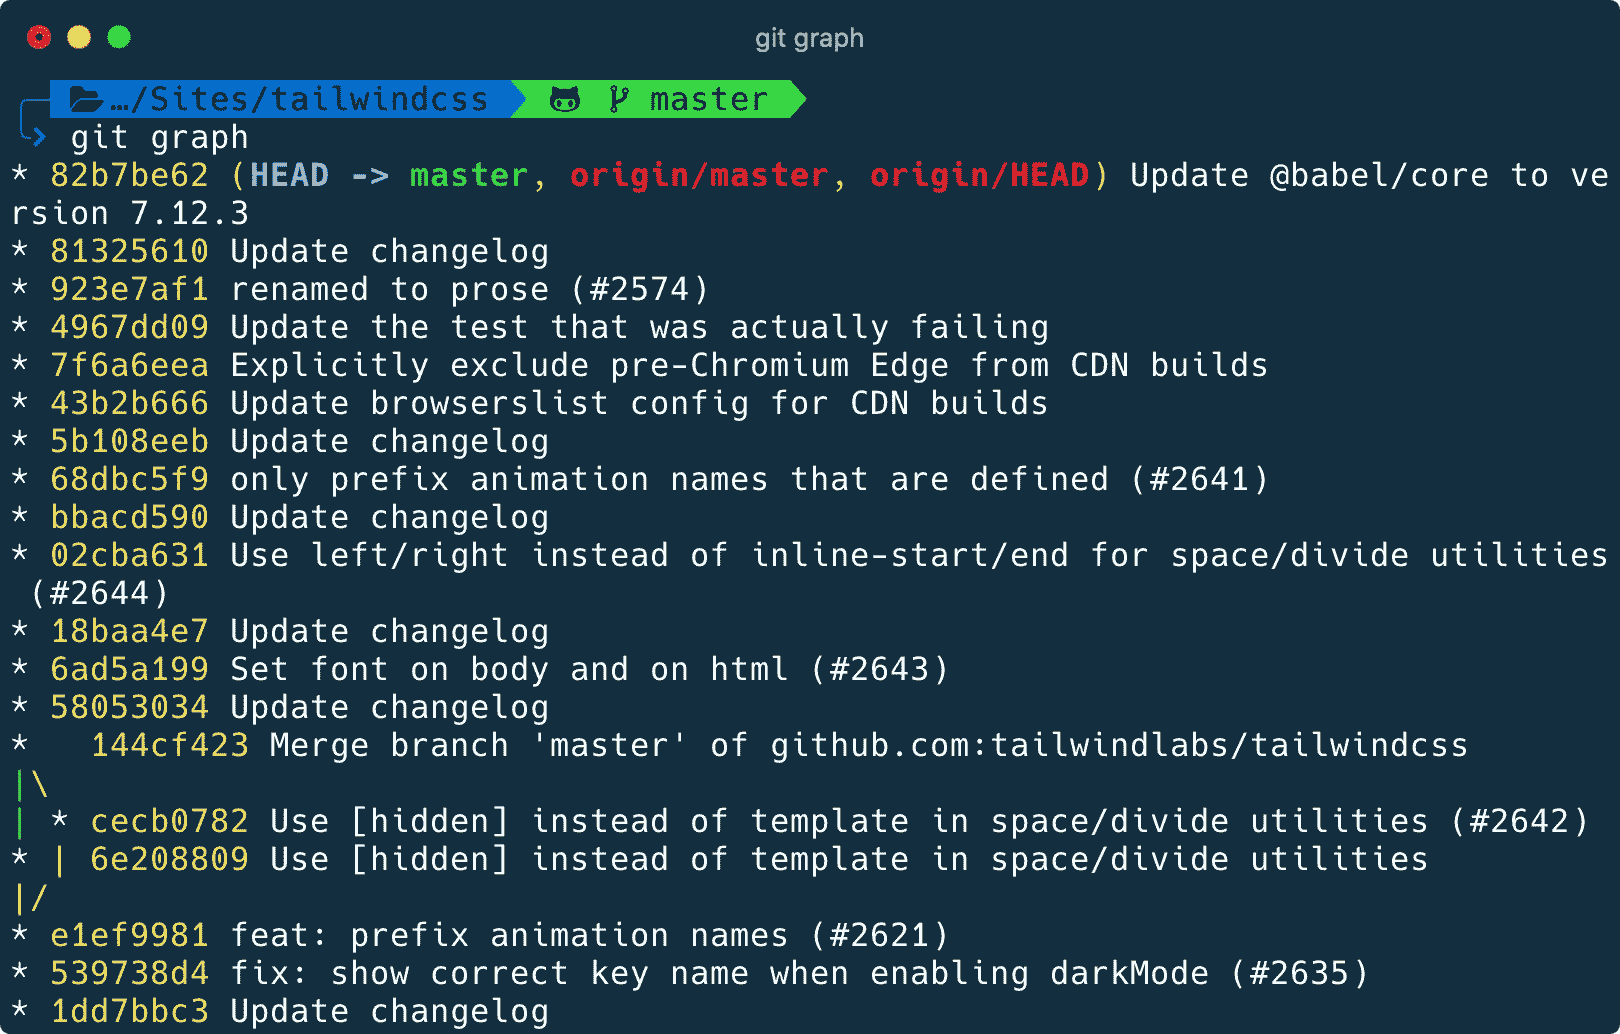 git graph
…/Sites/tailwindcss master
git graph
* 82b7be62 (HEAD -> master, origin/master, origin/HEAD) Update @babel/core to ve
rsion 7.12.3
* 81325610 Update changelog
* 923e7af1 renamed to prose (#2574)
* 4967dd09 Update the test that was actually failing
* 7f6a6eea Explicitly exclude pre-Chromium Edge from CDN builds
* 43b2b666 Update browserslist config for CDN builds
* 5b108eeb Update changelog
* 68dbc5f9 only prefix animation names that are defined (#2641)
* bbacd590 Update changelog
* 02cba631 Use left/right instead of inline-start/end for space/divide utilities
(#2644)
* 18baa4e7 Update changelog
* 6ad5a199 Set font on body and on html (#2643)
* 58053034 Update changelog
*   144cf423 Merge branch 'master' of github.com:tailwindlabs/tailwindcss
|\
| * cecb0782 Use [hidden] instead of template in space/divide utilities (#2642)
* | 6e208809 Use [hidden] instead of template in space/divide utilities
|/
* e1ef9981 feat: prefix animation names (#2621)
* 539738d4 fix: show correct key name when enabling darkMode (#2635)
* 1dd7bbc3 Update changelog